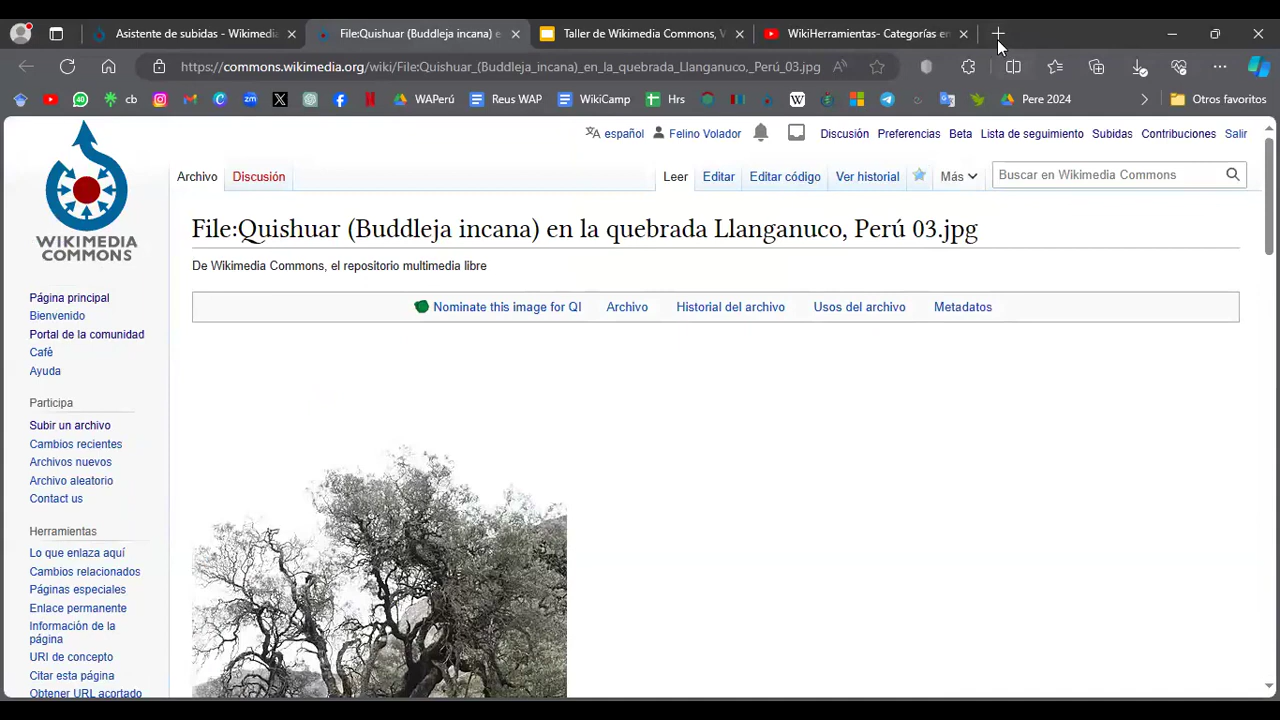 Asistente de subidas - Wikimedia
File:Quishuar (Buddleja incana) e
Taller de Wikimedia Commons, W
WikiHerramientas- Categorías en
https://commons.wikimedia.org/wiki/File:Quishuar_(Buddleja_incana)_en_la_quebrada_Llanganuco,_Perú_03.jpg
cb
WAPerú
Reus WAP
WikiCamp
Hrs
Pere 2024
Otros favoritos
español
Felino Volador
Discusión
Preferencias
Beta
Lista de seguimiento
Subidas
Contribuciones
Salir
Archivo
Discusión
Leer
Editar
Editar código
Ver historial
Más
Buscar en Wikimedia Commons
WIKIMEDIA
COMMONS
File:Quishuar (Buddleja incana) en la quebrada Llanganuco, Perú 03.jpg
De Wikimedia Commons, el repositorio multimedia libre
Nominate this image for QI
Archivo
Historial del archivo
Usos del archivo
Metadatos
Página principal
Bienvenido
Portal de la comunidad
Café
Ayuda
Participa
Subir un archivo
Cambios recientes
Archivos nuevos
Archivo aleatorio
Contact us
Herramientas
Lo que enlaza aquí
Cambios relacionados
Páginas especiales
Enlace permanente
Información de la
página
URI de concepto
Citar esta página
Obtener URL acortado